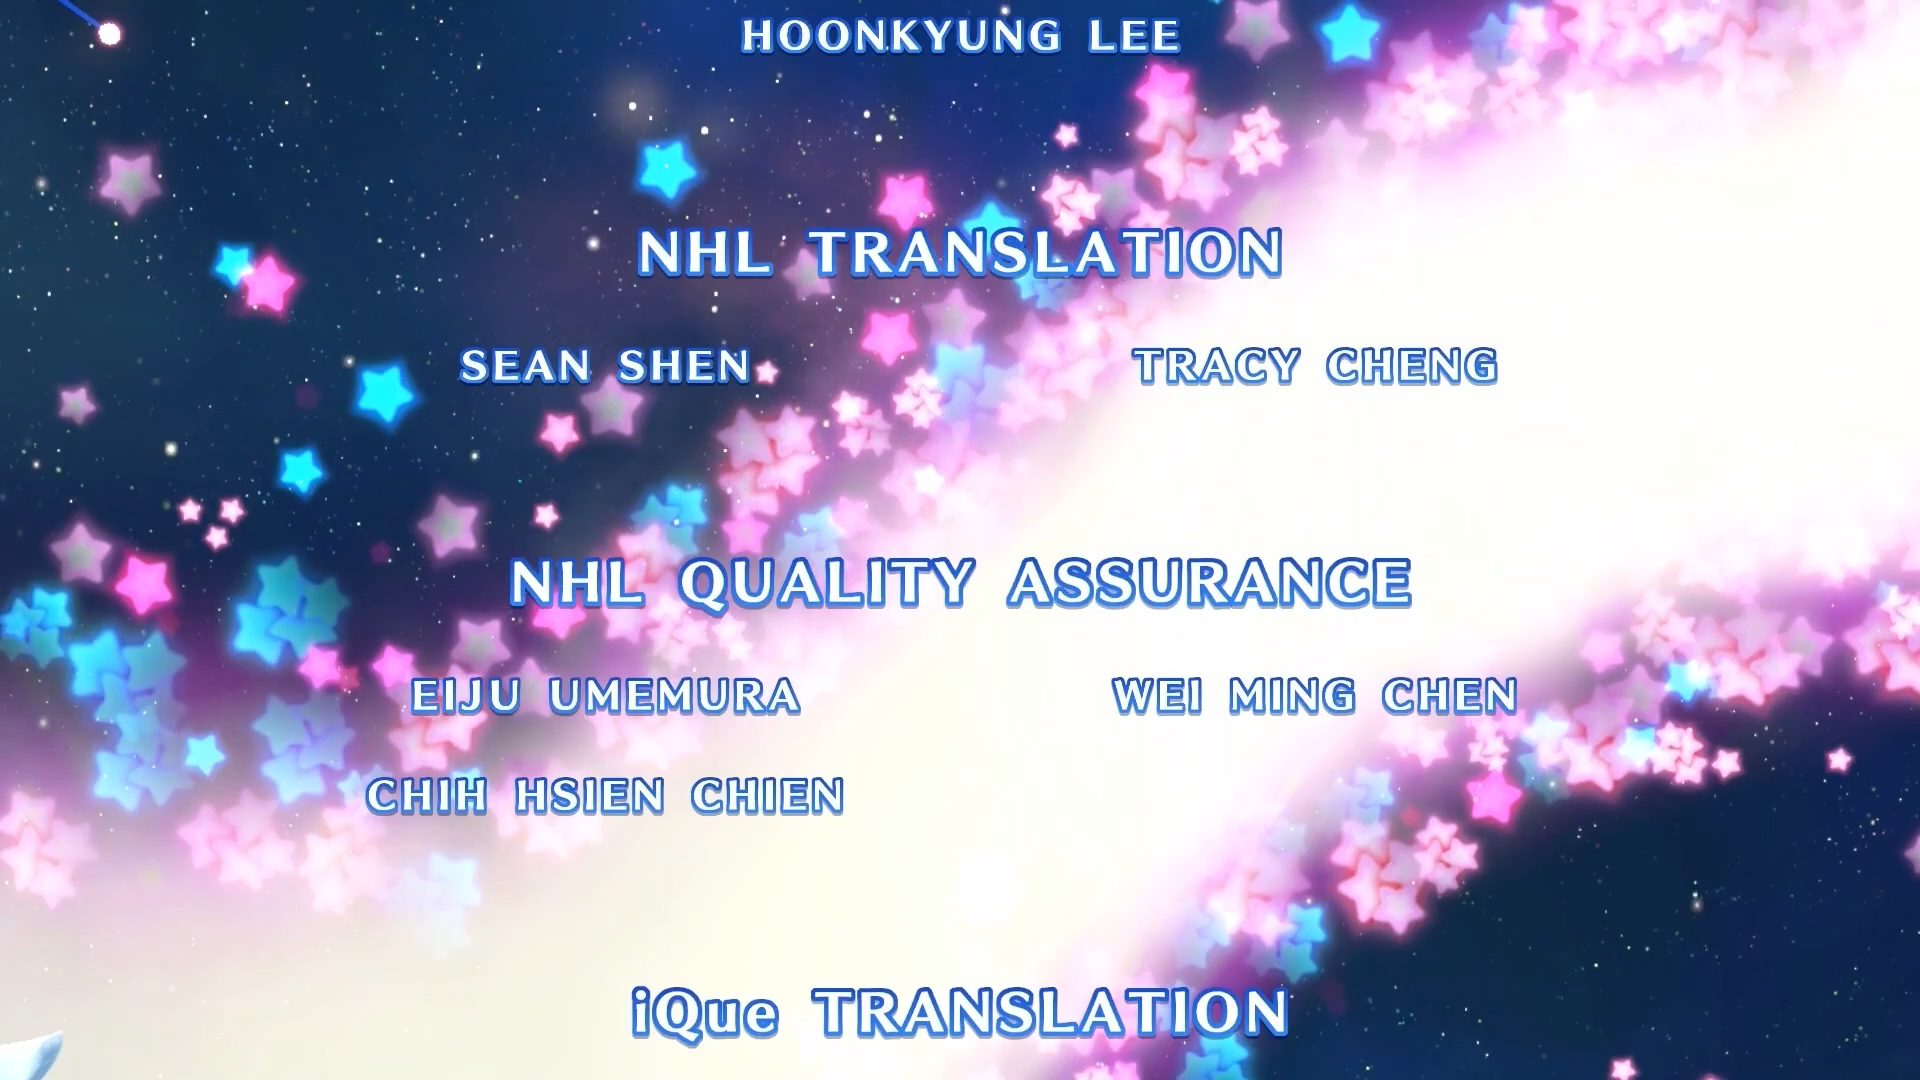 HOONKYUNG LEE
NHL TRANSLATION
SEAN SHEN TRACY CHENG
NHL QUALITY ASSURANCE
EIJU UMEMURA WEI MING CHEN
CHIH HSIEN CHIEN
iQue TRANSLATION